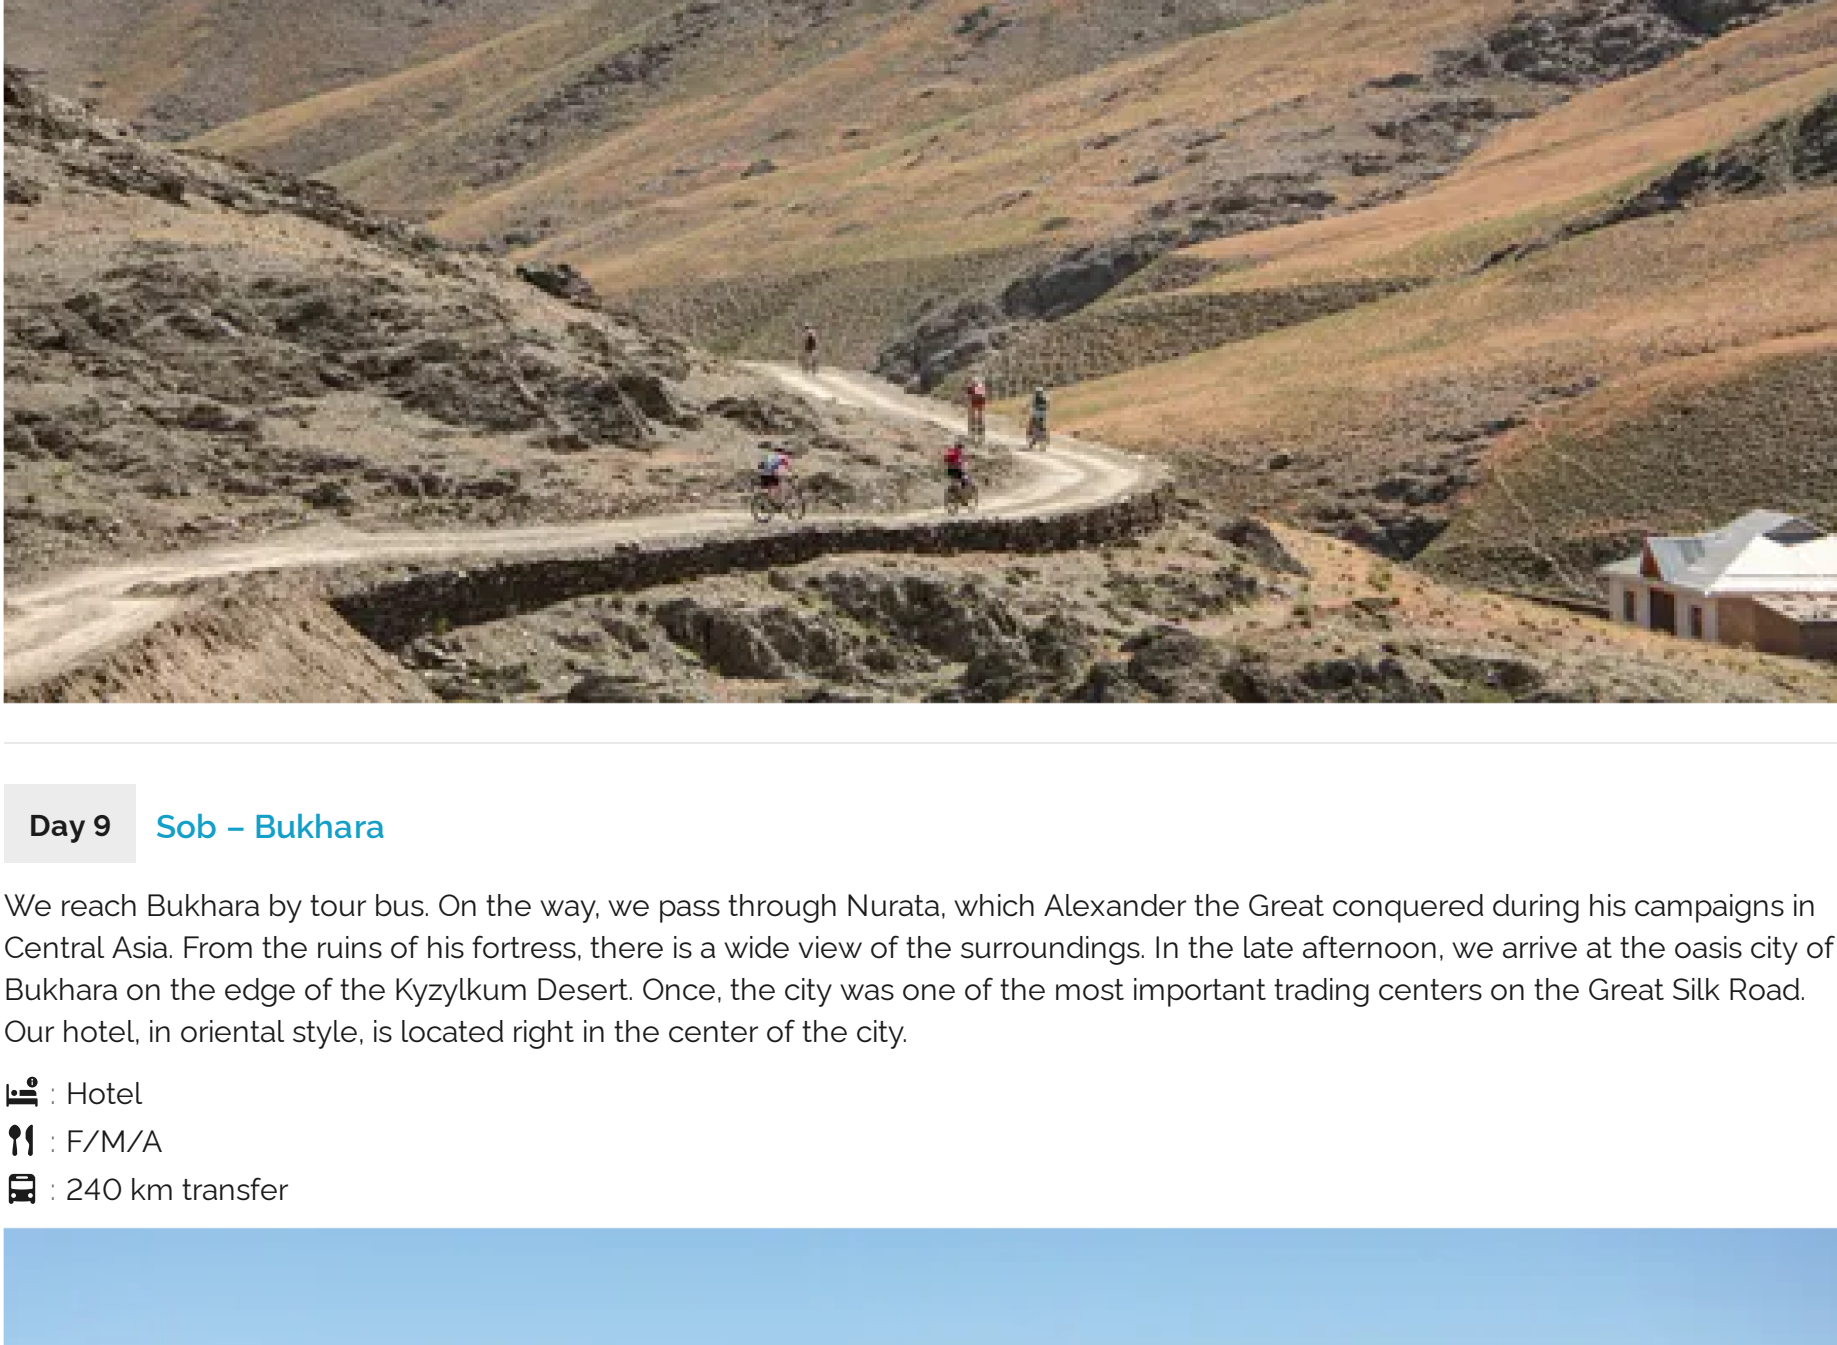 Day 9 Sob – Bukhara
We reach Bukhara by tour bus. On the way, we pass through Nurata, which Alexander the Great conquered during his campaigns in
Central Asia. From the ruins of his fortress, there is a wide view of the surroundings. In the late afternoon, we arrive at the oasis city of
Bukhara on the edge of the Kyzylkum Desert. Once, the city was one of the most important trading centers on the Great Silk Road.
Our hotel, in oriental style, is located right in the center of the city.
: Hotel
: F/M/A
: 240 km transfer